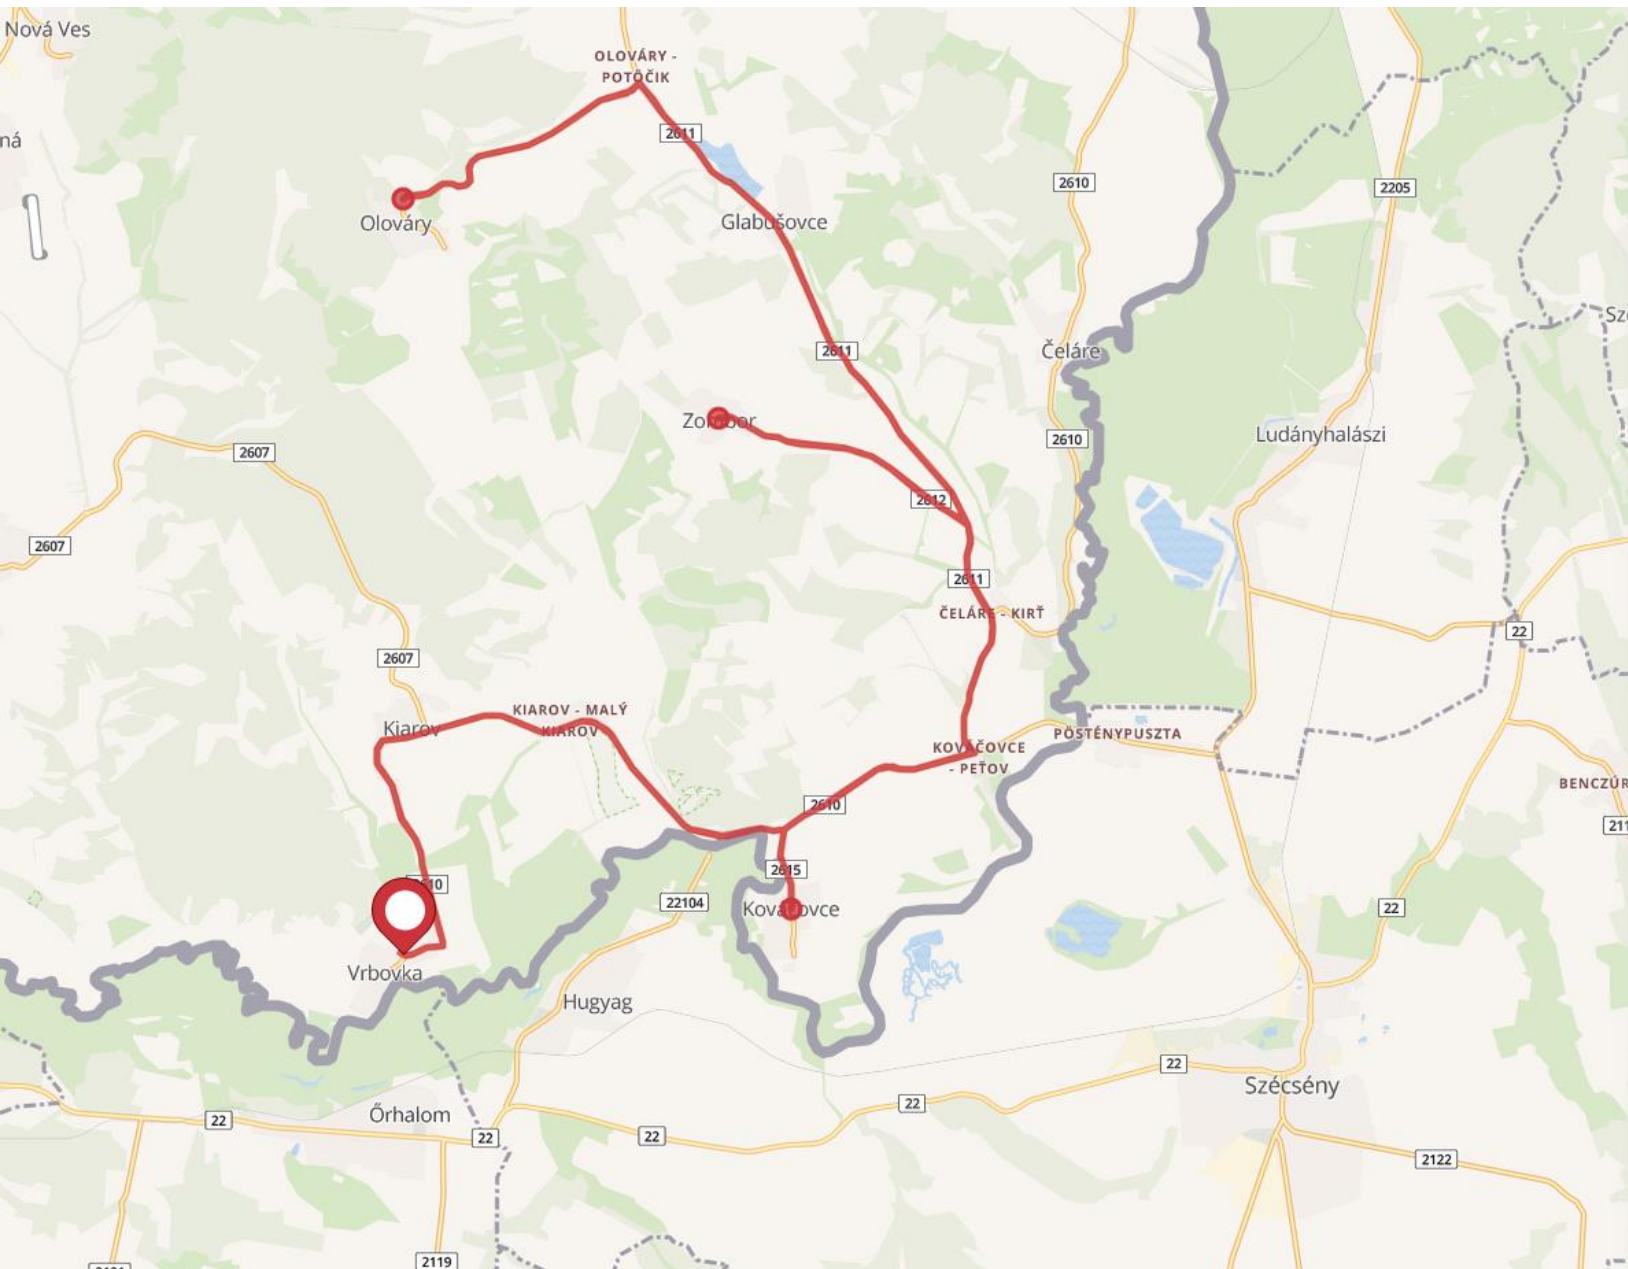 Nová Ves
OLOVÁRY -
POTÔČIK
2611
ná
2610
2205
Olováry
Glabušovce
2611
Čeláre
2610
Ludányhalászi
2607
2612
2607
2611
ČELÁRE - KIRŤ
22
2607
KIAROV - MALÝ
KIAROV
Kiarov
KOVÁČOVCE
- PEŤOV
PÖSTÉNYPUSZTA
BENCZÚR
2610
211
2615
22104
22
Vrbovka
Hugyag
22
Szécsény
22
Őrhalom
22
22
22
2122
2119